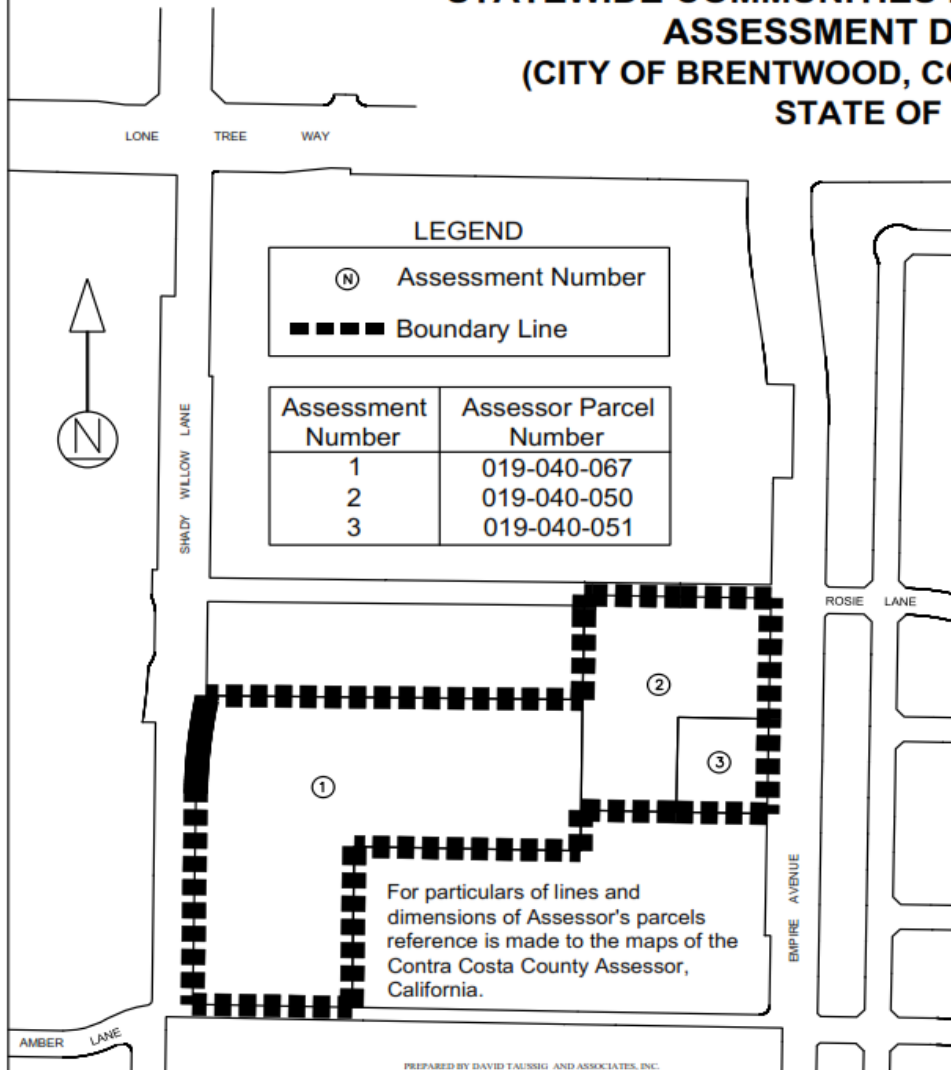 ASSESSMENT D
(CITY OF BRENTWOOD, CO
STATE OF
LONE TREE WAY
LEGEND
N Assessment Number
Boundary Line
N
SHADY WILLOW LANE
Assessment Number Assessor Parcel Number
1 019-040-067
2 019-040-050
3 019-040-051
ROSIE LANE
2
3
1
EMPIRE AVENUE
For particulars of lines and
dimensions of Assessor's parcels
reference is made to the maps of the
Contra Costa County Assessor,
California.
AMBER LANE
PREPARED BY DAVID TAUSSIG AND ASSOCIATES, INC.